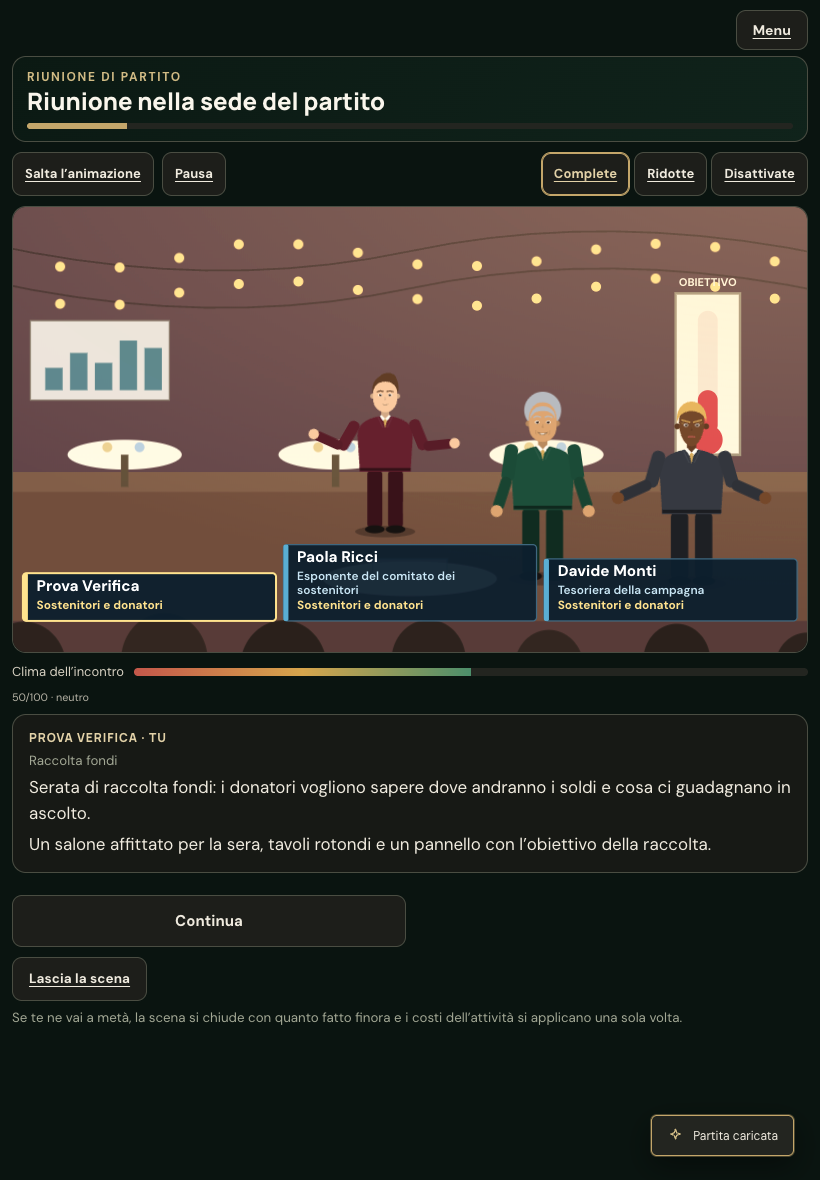 Menu
RIUNIONE DI PARTITO
Riunione nella sede del partito
Salta l’animazione
Pausa
Complete
Ridotte
Disattivate
OBIETTIVO
Prova Verifica
Sostenitori e donatori
Paola Ricci
Esponente del comitato dei
sostenitori
Sostenitori e donatori
Davide Monti
Tesoriera della campagna
Sostenitori e donatori
Clima dell’incontro
50/100 · neutro
PROVA VERIFICA · TU
Raccolta fondi
Serata di raccolta fondi: i donatori vogliono sapere dove andranno i soldi e cosa ci guadagnano in
ascolto.
Un salone affittato per la sera, tavoli rotondi e un pannello con l’obiettivo della raccolta.
Continua
Lascia la scena
Se te ne vai a metà, la scena si chiude con quanto fatto finora e i costi dell’attività si applicano una sola volta.
Partita caricata